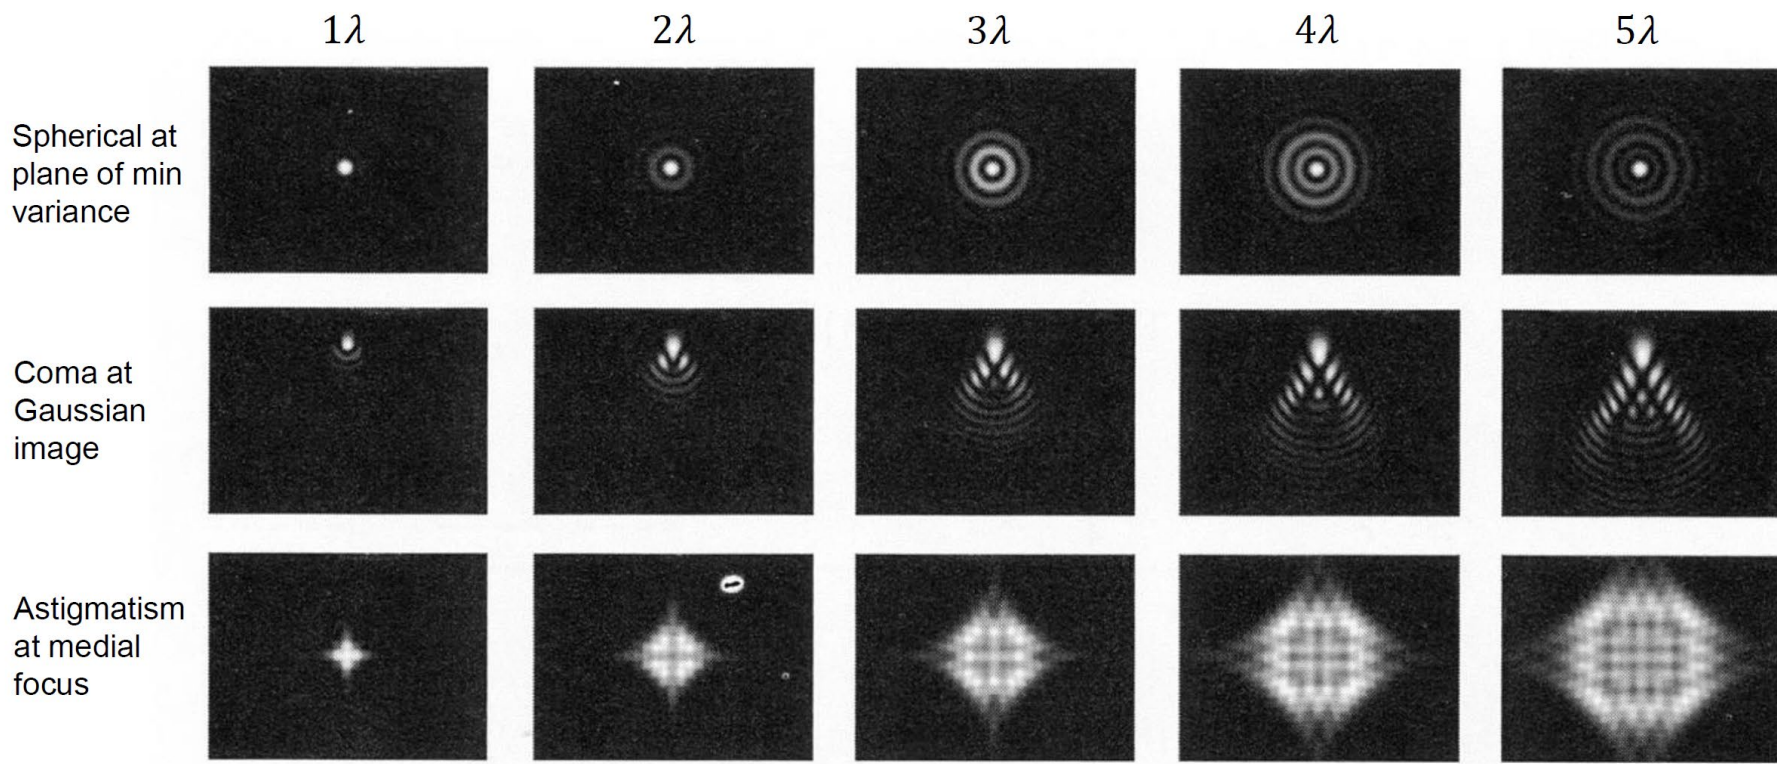 1λ 2λ 3λ 4λ 5λ
Spherical at
plane of min
variance
Coma at
Gaussian
image
Astigmatism
at medial
focus